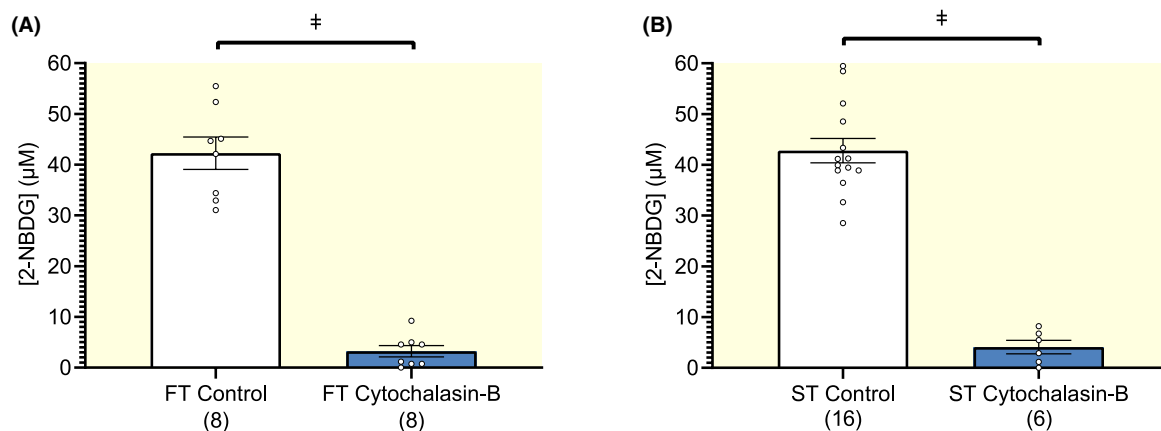 (A)
ǂ
[2-NBDG] (µM)
60
50
40
30
20
10
0
FT Control
(8)
FT Cytochalasin-B
(8)
(B)
ǂ
[2-NBDG] (µM)
60
50
40
30
20
10
0
ST Control
(16)
ST Cytochalasin-B
(6)